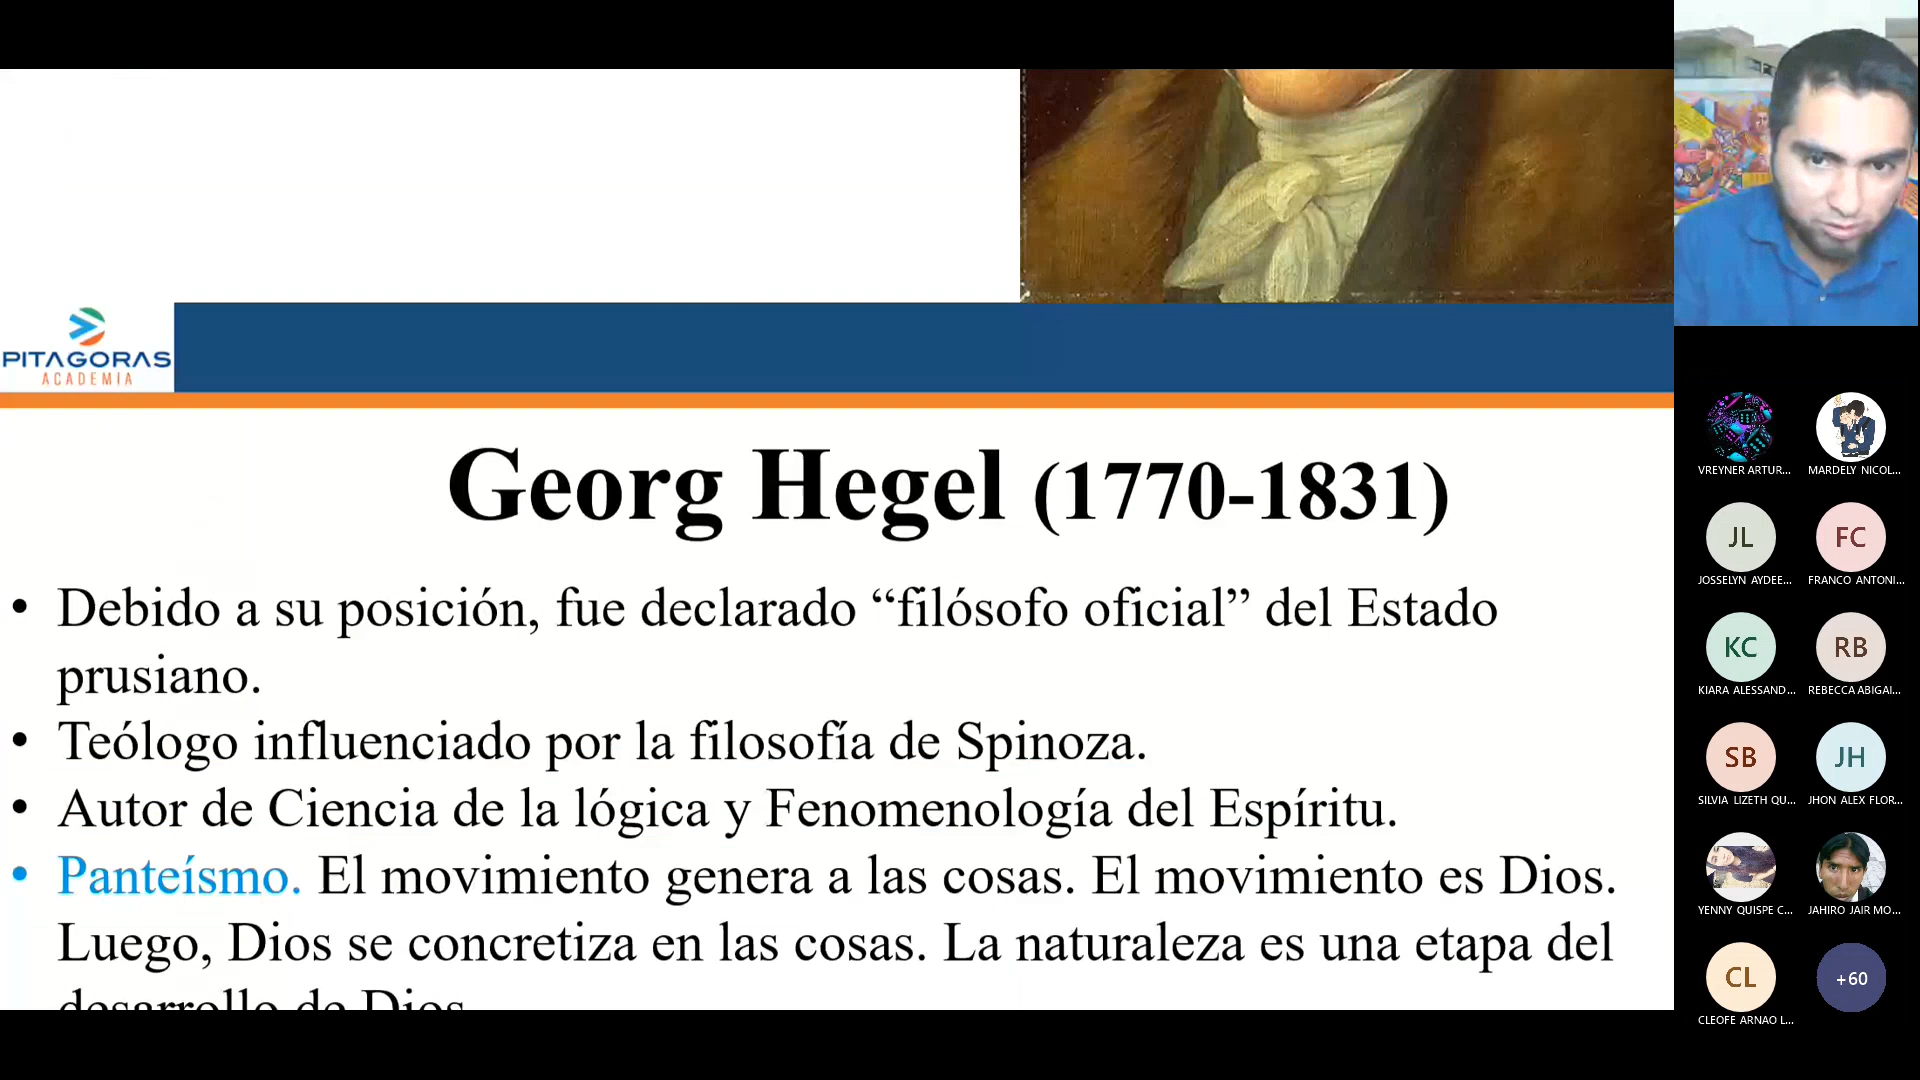 PITAGORAS
ACADEMIA
Georg Hegel (1770-1831)
• Debido a su posición, fue declarado “filósofo oficial” del Estado
prusiano.
• Teólogo influenciado por la filosofía de Spinoza.
• Autor de Ciencia de la lógica y Fenomenología del Espíritu.
• Panteísmo. El movimiento genera a las cosas. El movimiento es Dios.
Luego, Dios se concretiza en las cosas. La naturaleza es una etapa del
desarrollo de Dios.
VREYNER ARTUR... MARDELY NICOL...
JL FC
JOSSELYN AYDEE... FRANCO ANTONI...
KC RB
KIARA ALESSAND... REBECCA ABIGAI...
SB JH
SILVIA LIZETH QU... JHON ALEX FLOR...
YENNY QUISPE C... JAHIRO JAIR MO...
CL +60
CLEOFE ARNAO L...